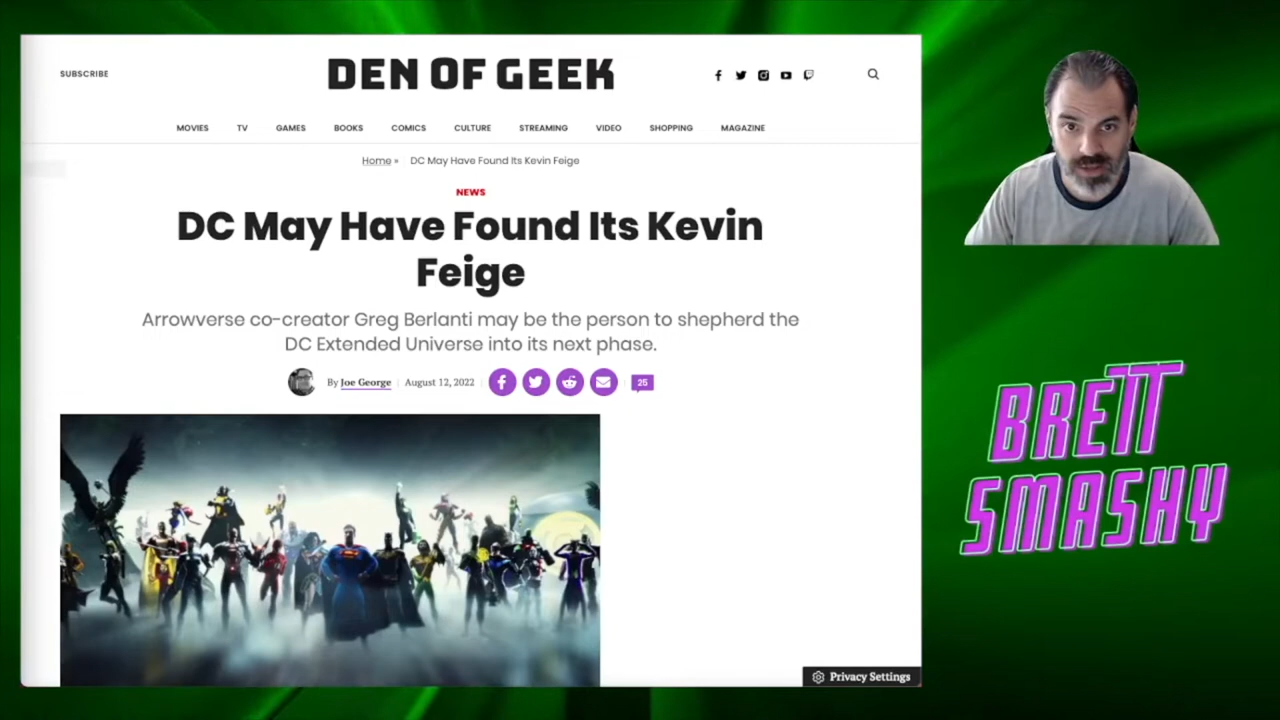 SUBSCRIBE
DEN OF GEEK
MOVIES TV GAMES BOOKS COMICS CULTURE STREAMING VIDEO SHOPPING MAGAZINE
Home » DC May Have Found Its Kevin Feige
NEWS
DC May Have Found Its Kevin
Feige
Arrowverse co-creator Greg Berlanti may be the person to shepherd the
DC Extended Universe into its next phase.
By Joe George | August 12, 2022 | 25
Privacy Settings
BRETT
SMASHY